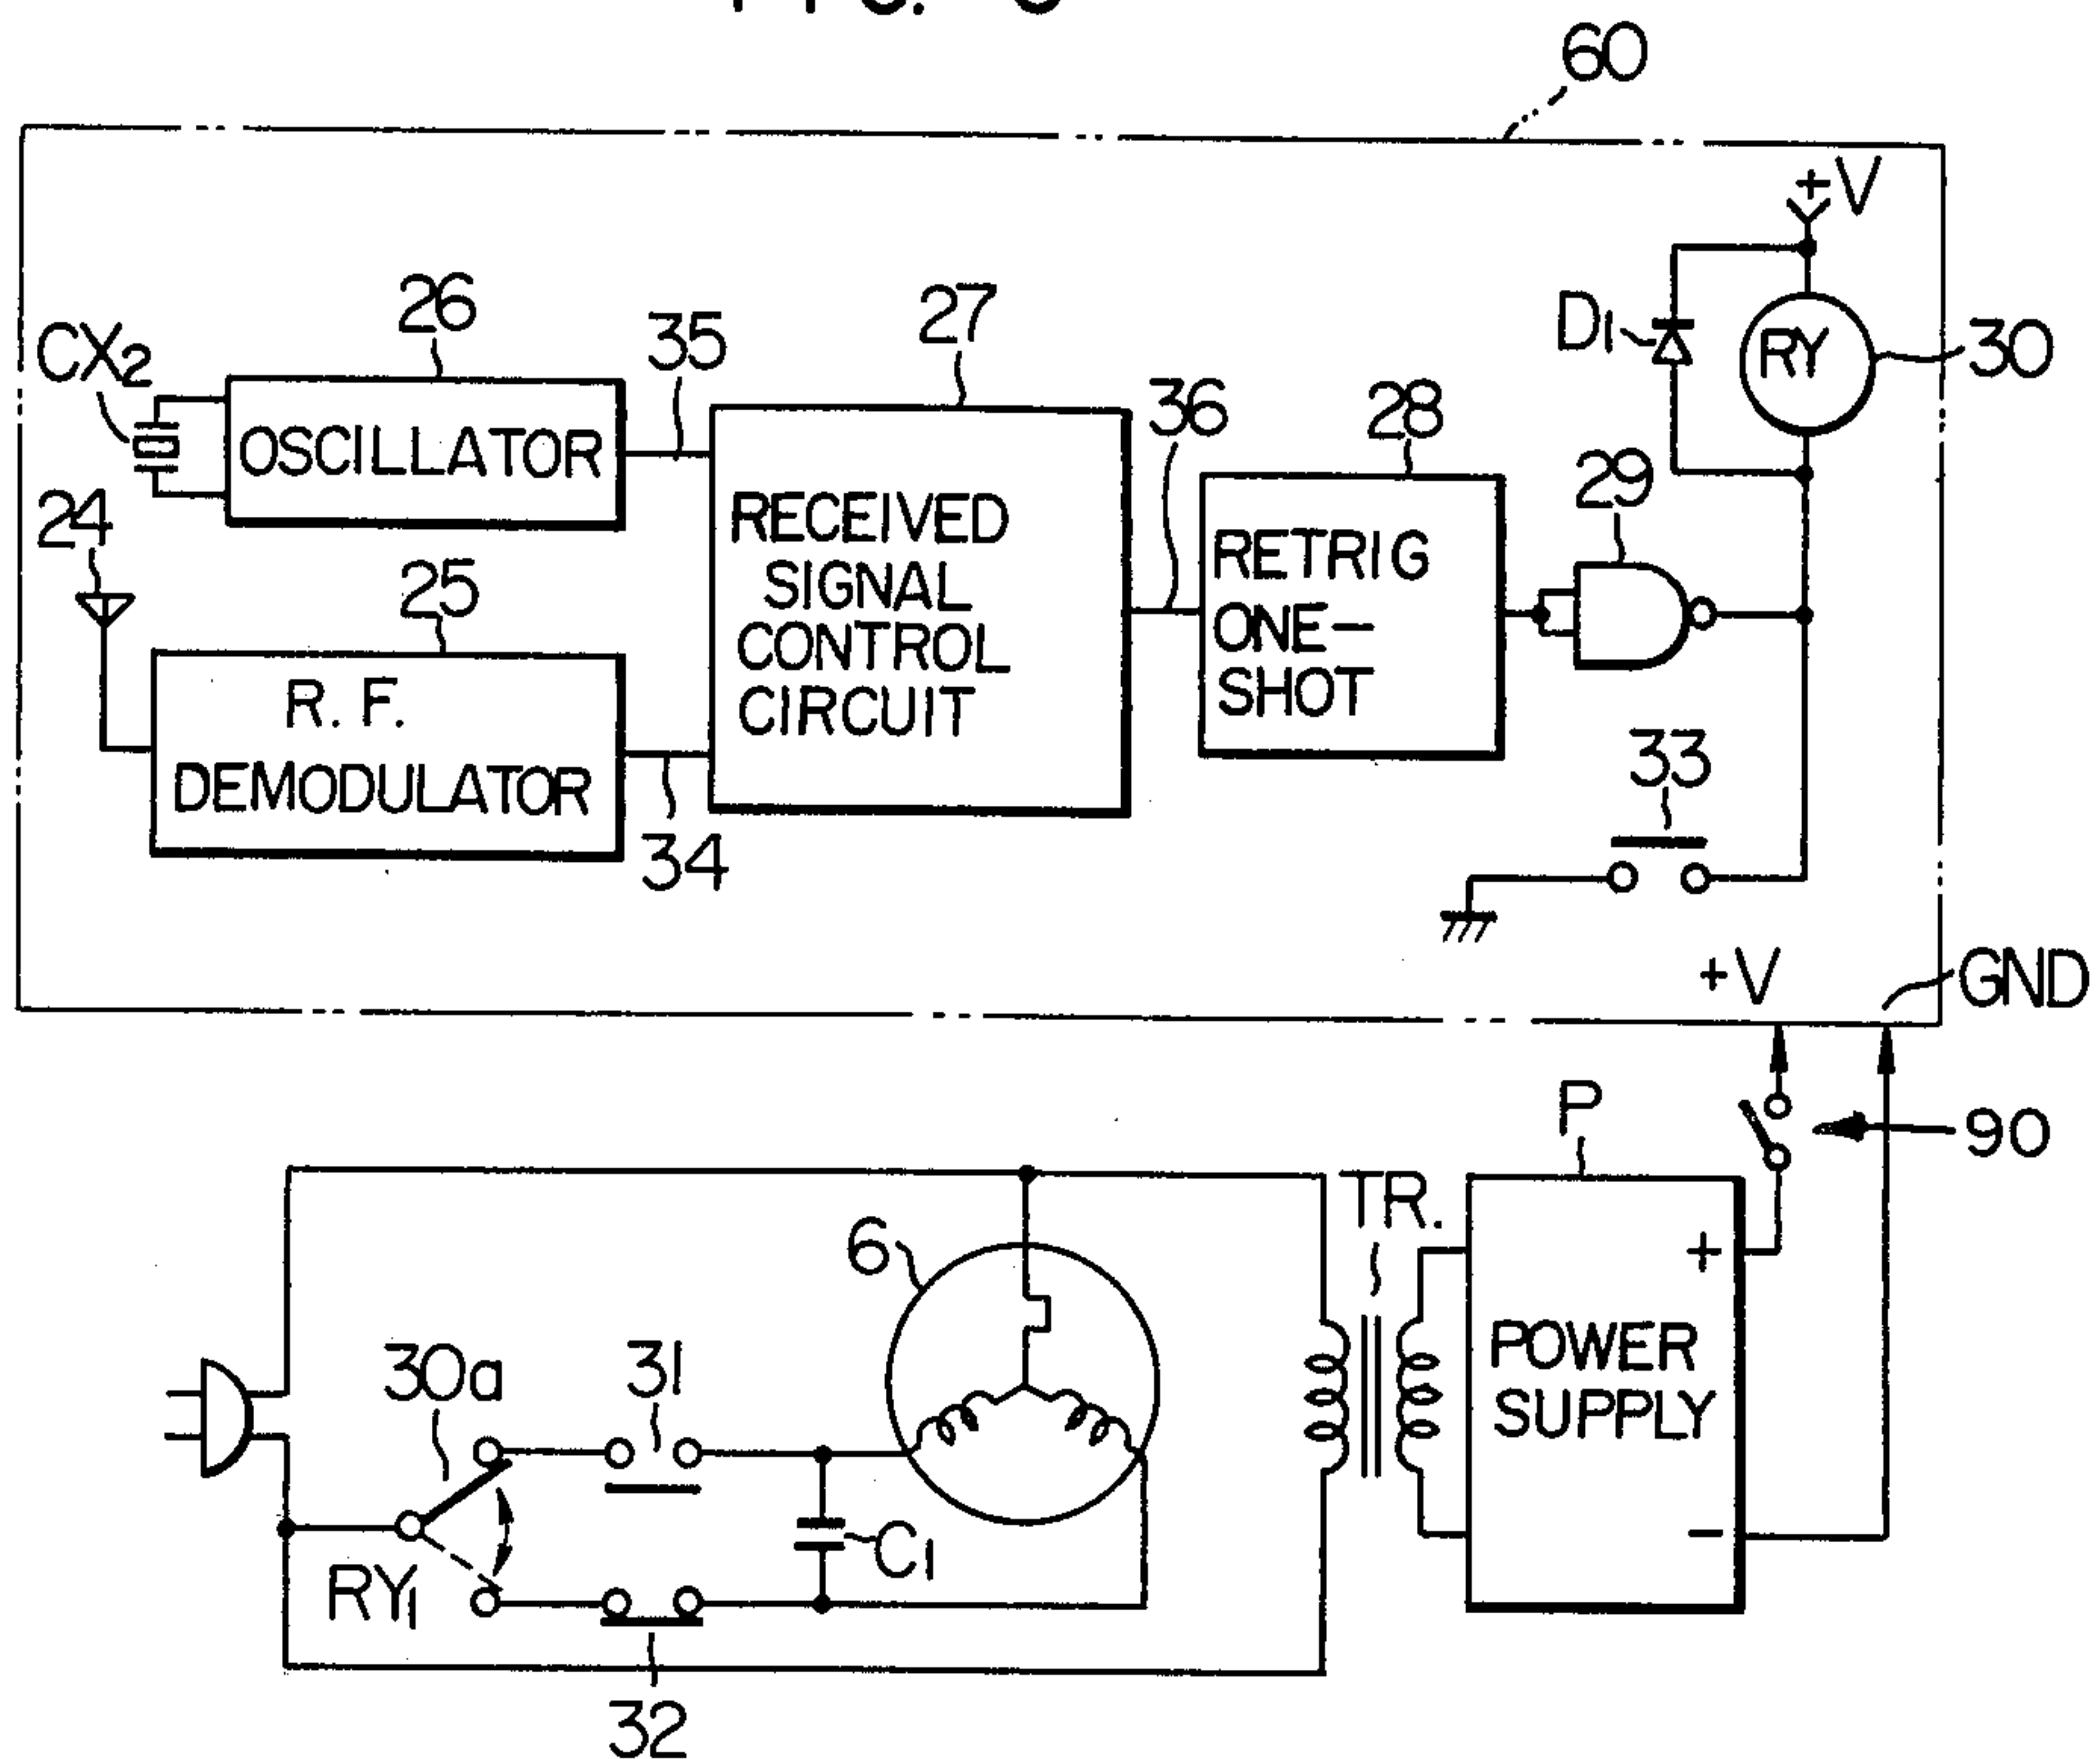 60
+V
26
27
CX2
35
D1
RY
30
36
28
OSCILLATOR
29
24
RECEIVED
SIGNAL
CONTROL
CIRCUIT
RETRIG
ONE-
SHOT
25
R. F.
DEMODULATOR
33
34
+V
GND
P
90
TR.
6
+
30a
31
POWER
SUPPLY
C1
−
RY1
32